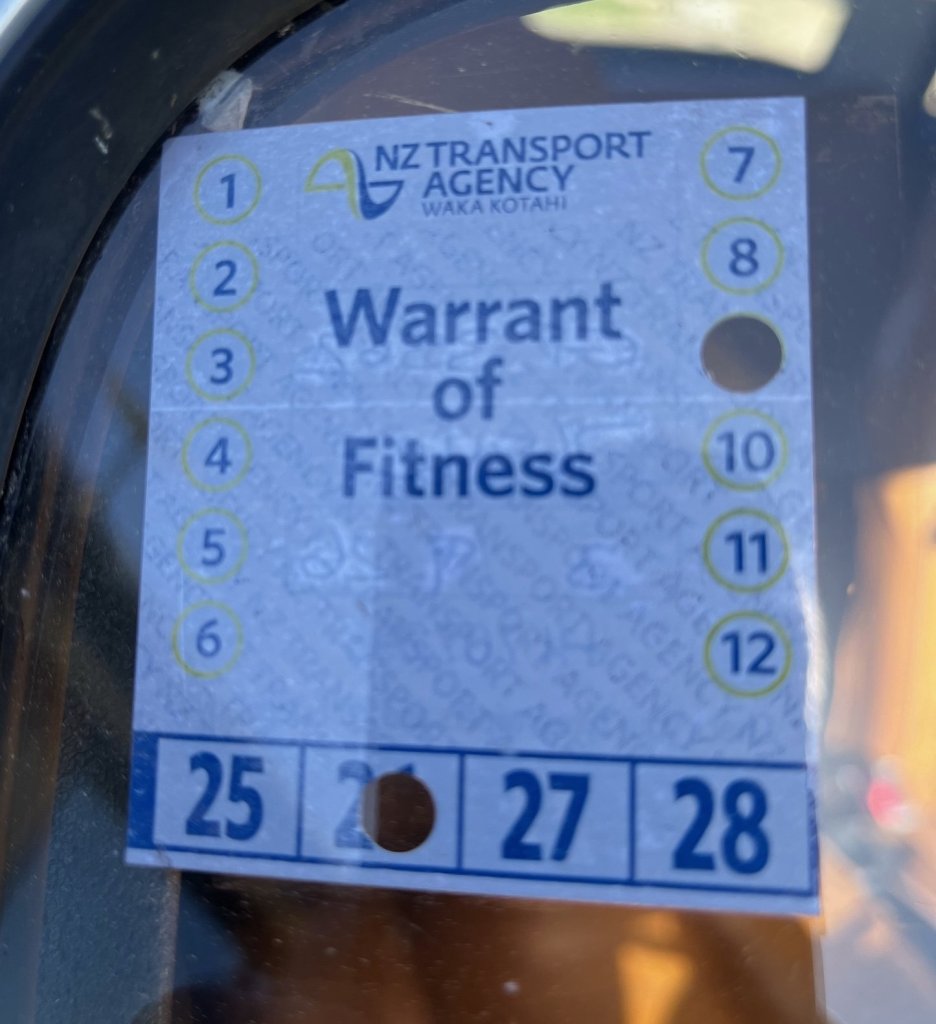 NZ TRANSPORT
AGENCY
WAKA KOTAHI
1
2
3
4
5
6
Warrant
of
Fitness
7
8
10
11
12
25
27
28